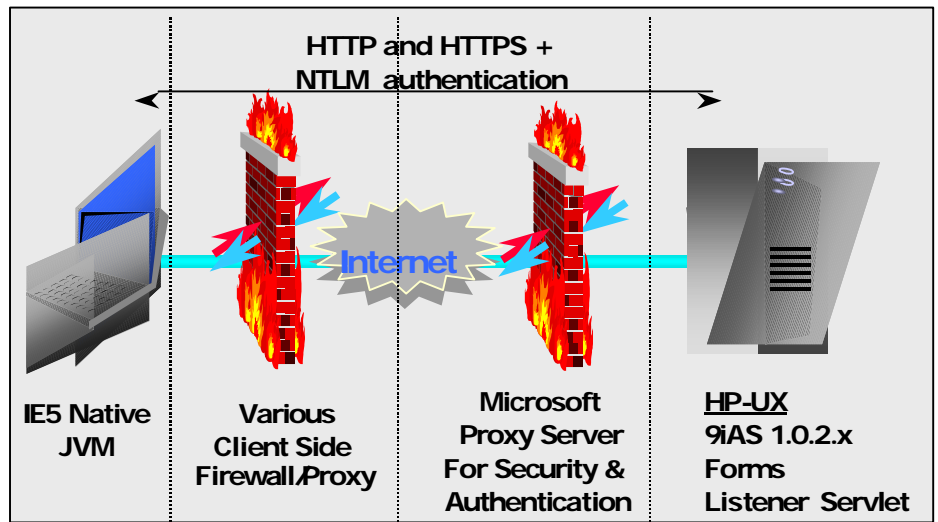 HTTP and HTTPS +
NTLM authentication
Internet
IE5 Native
JVM
Various
Client Side
Firewall/Proxy
Microsoft
Proxy Server
For Security &
Authentication
HP-UX
9iAS 1.0.2.x
Forms
Listener Servlet